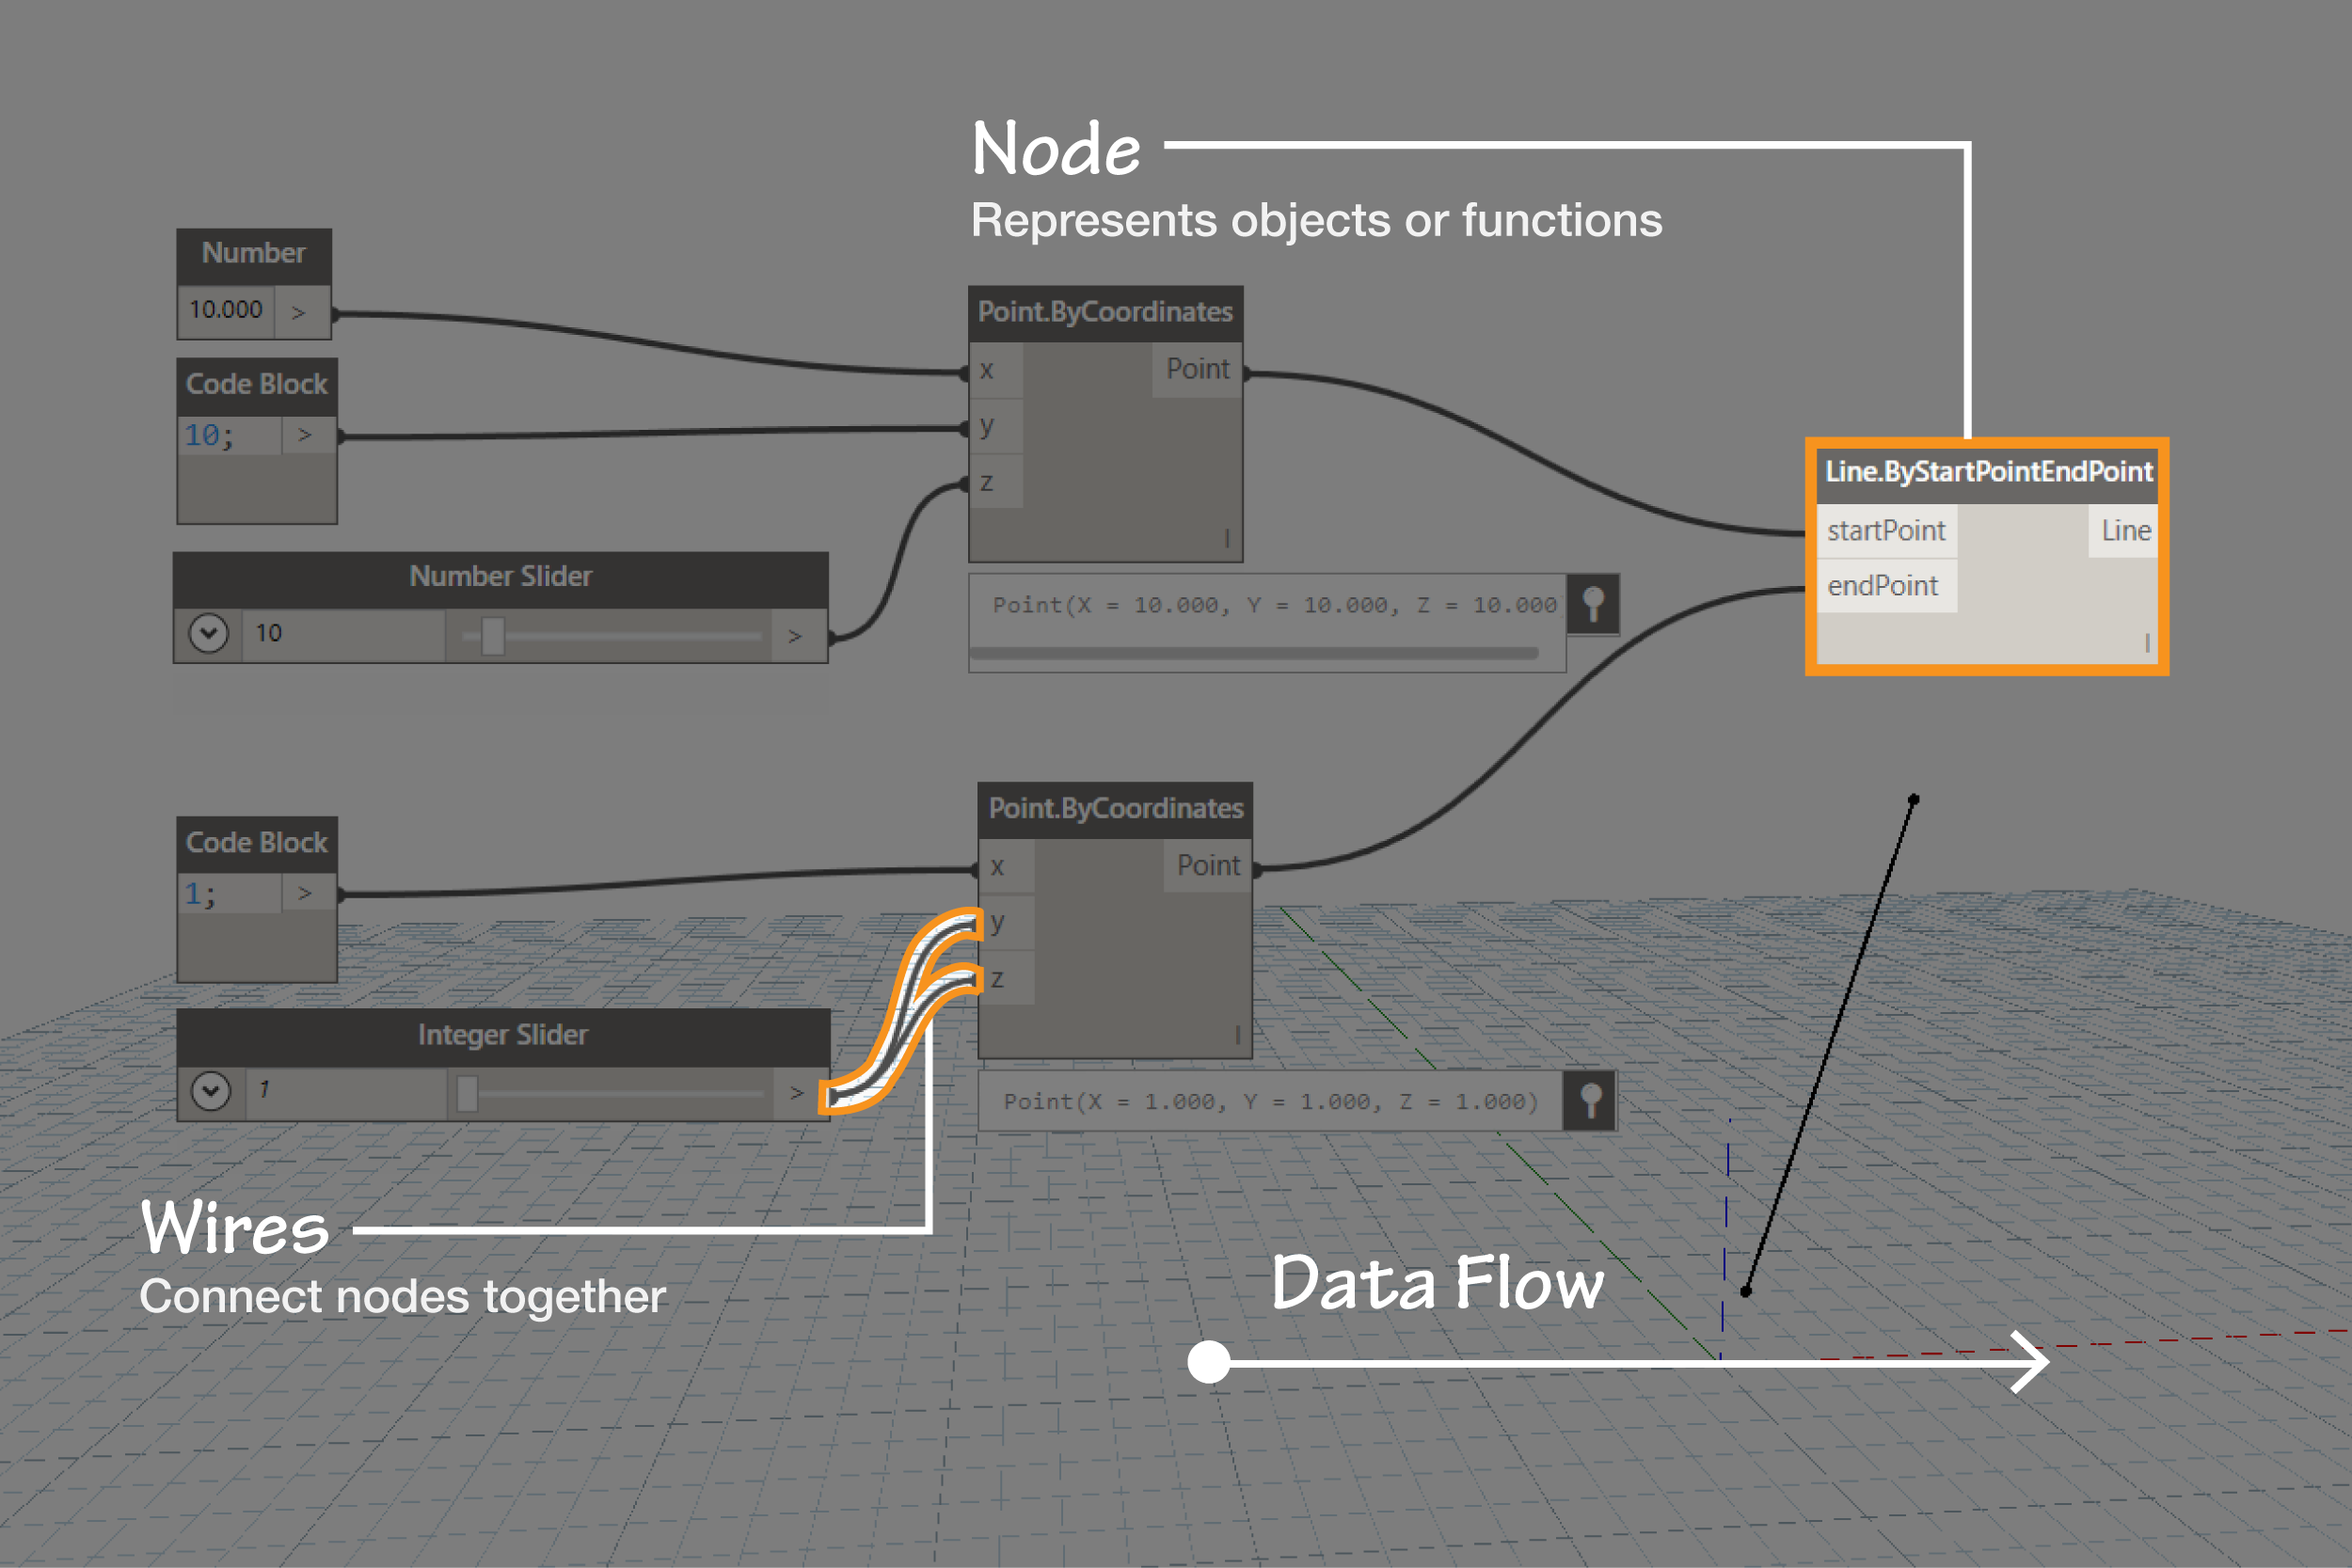 Node
Represents objects or functions
Number
10.000 >
Code Block
10; >
Number Slider
10 >
Point.ByCoordinates
x Point
y
z
Point(X = 10.000, Y = 10.000, Z = 10.000
Line.ByStartPointEndPoint
startPoint Line
endPoint
Code Block
1; >
Integer Slider
1 >
Point.ByCoordinates
x Point
y
z
Point(X = 1.000, Y = 1.000, Z = 1.000)
Wires
Connect nodes together
Data Flow